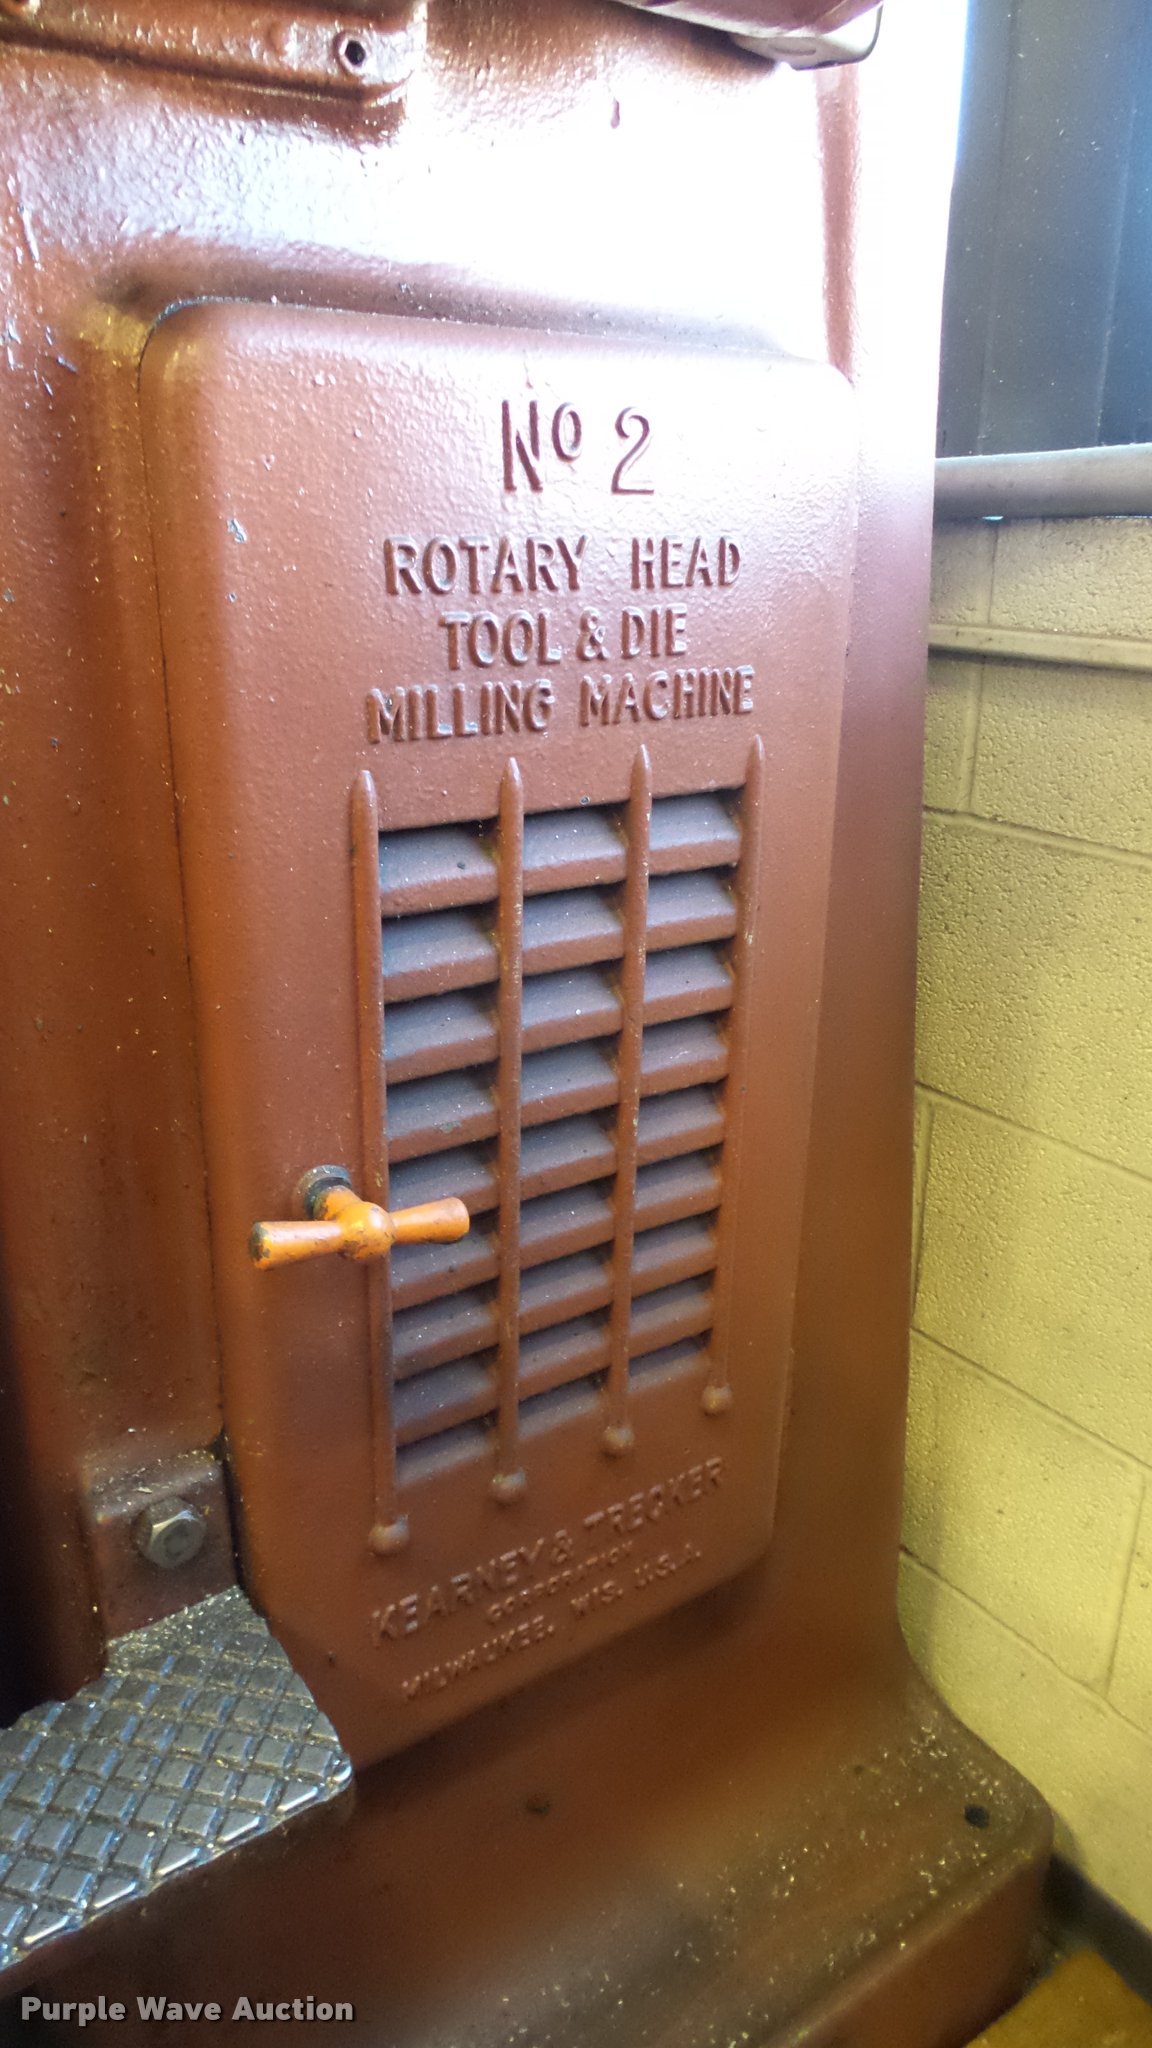 Nº 2
ROTARY HEAD
TOOL & DIE
MILLING MACHINE
KEARNEY & TRECKER
CORPORATION
MILWAUKEE, WIS. U.S.A.
Purple Wave Auction